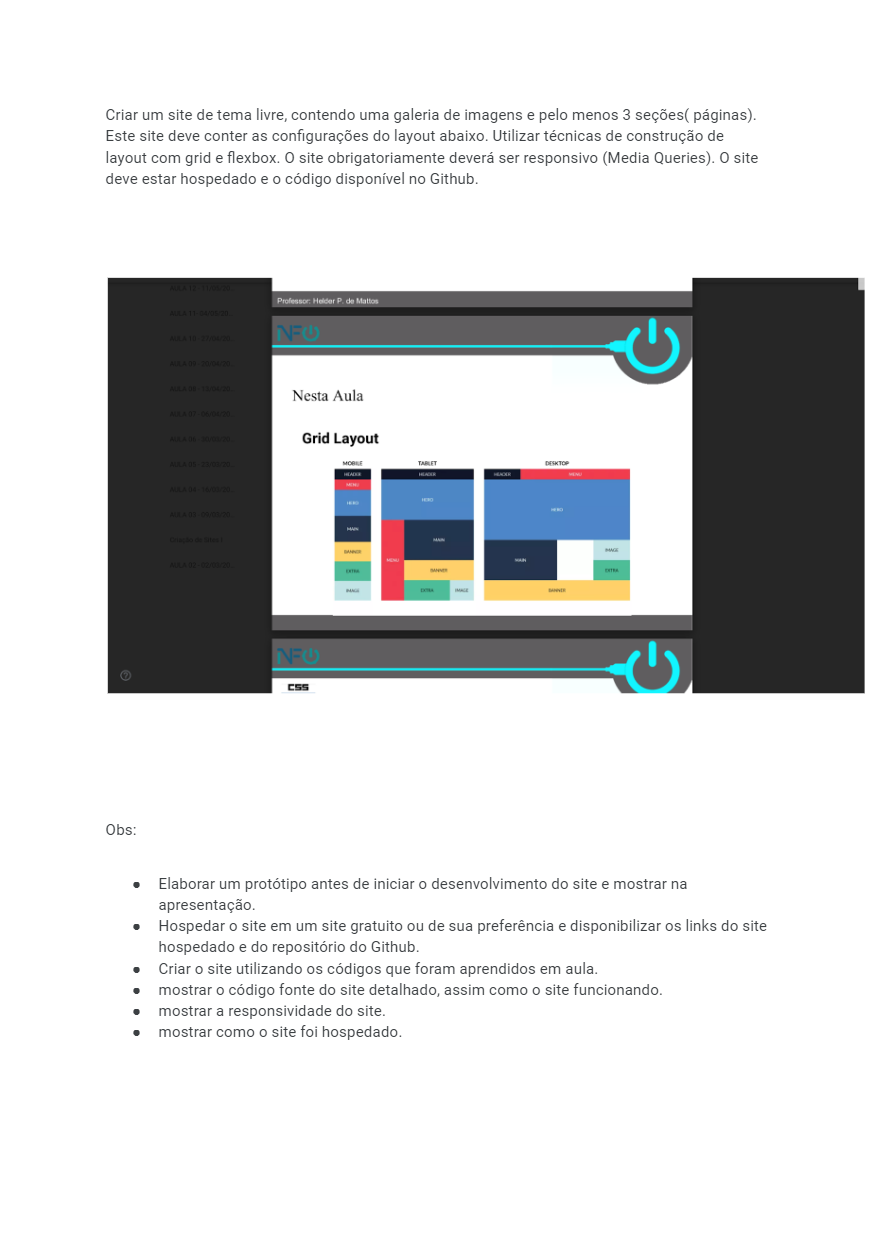 Criar um site de tema livre, contendo uma galeria de imagens e pelo menos 3 seções( páginas).
Este site deve conter as configurações do layout abaixo. Utilizar técnicas de construção de
layout com grid e flexbox. O site obrigatoriamente deverá ser responsivo (Media Queries). O site
deve estar hospedado e o código disponível no Github.
Professor: Helder P. de Mattos
Nesta Aula
Grid Layout
MOBILE TABLET DESKTOP
HEADER HEADER HEADER MENU
MENU
HERO HERO HERO
MAIN MAIN MAIN IMAGE
BANNER MENU BANNER EXTRA
EXTRA EXTRA IMAGE BANNER
IMAGE
CSS
Obs:
● Elaborar um protótipo antes de iniciar o desenvolvimento do site e mostrar na
apresentação.
● Hospedar o site em um site gratuito ou de sua preferência e disponibilizar os links do site
hospedado e do repositório do Github.
● Criar o site utilizando os códigos que foram aprendidos em aula.
● mostrar o código fonte do site detalhado, assim como o site funcionando.
● mostrar a responsividade do site.
● mostrar como o site foi hospedado.